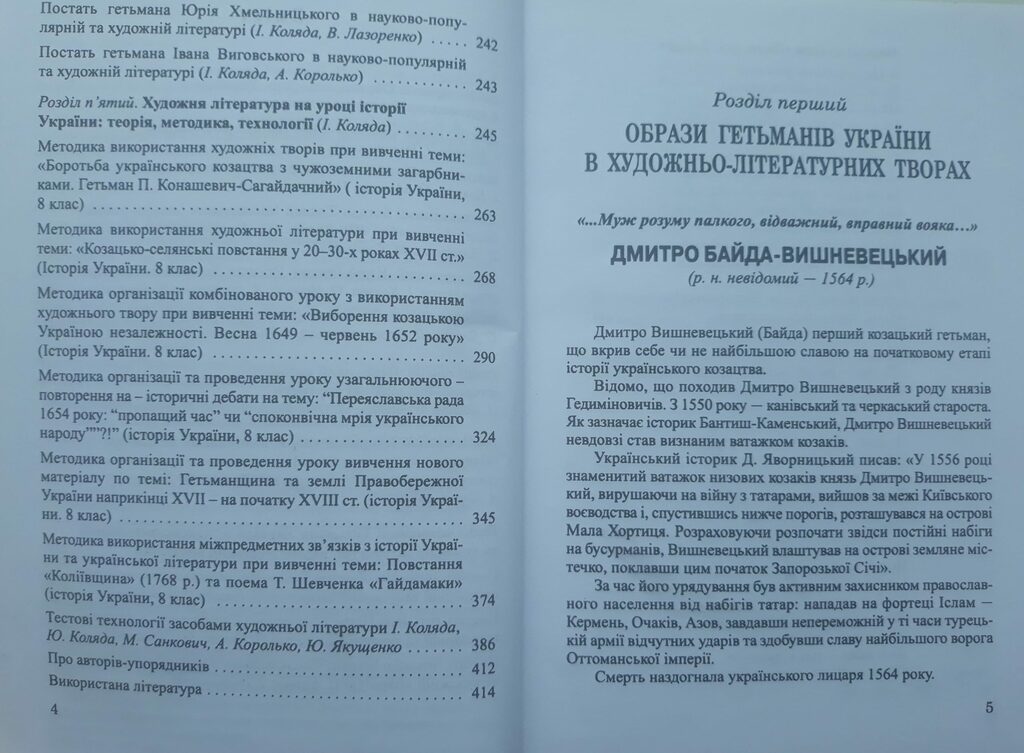 Постать гетьмана Юрія Хмельницького в науково-попу-
лярній та художній літературі (І. Коляда, В. Лазоренко) ..... 242
Постать гетьмана Івана Виговського в науково-популярній
та художній літературі (І. Коляда, А. Королько) ............ 243
Розділ п’ятий. Художня література на уроці історії
України: теорія, методика, технології (І. Коляда) ............ 245
Методика використання художніх творів при вивченні теми:
«Боротьба українського козацтва з чужоземними загарбни-
ками. Гетьман П. Конашевич-Сагайдачний» ( історія України,
8 клас) ............ 263
Методика використання художньої літератури при вивченні
теми: «Козацько-селянські повстання у 20–30-х роках XVII ст.»
(Історія України. 8 клас) ............ 268
Методика організації комбінованого уроку з використанням
художнього твору при вивченні теми: «Виборення козацькою
Україною незалежності. Весна 1649 – червень 1652 року»
(Історія України. 8 клас) ............ 290
Методика організації та проведення уроку узагальнюючого –
повторення на – історичні дебати на тему: “Переяславська рада
1654 року: “пропащий час” чи “споконвічна мрія українського
народу””?!” (історія України, 8 клас) ............ 324
Методика організації та проведення уроку вивчення нового
матеріалу по темі: Гетьманщина та землі Правобережної
України наприкінці XVII – на початку XVIII ст. (історія Украї-
ни. 8 клас) ............ 345
Методика використання міжпредметних зв’язків з історії Украї-
ни та української літератури при вивченні теми: Повстання
«Коліївщина» (1768 р.) та поема Т. Шевченка «Гайдамаки»
(історія України, 8 клас) ............ 374
Тестові технології засобами художньої літератури І. Коляда,
Ю. Коляда, М. Санкович, А. Королько, Ю. Якущенко ............ 386
Про авторів-упорядників ............ 412
Використана література ............ 414
4
Розділ перший
ОБРАЗИ ГЕТЬМАНІВ УКРАЇНИ
В ХУДОЖНЬО-ЛІТЕРАТУРНИХ ТВОРАХ
«...Муж розуму палкого, відважний, вправний вояка...»
ДМИТРО БАЙДА-ВИШНЕВЕЦЬКИЙ
(р. н. невідомий — 1564 р.)
Дмитро Вишневецький (Байда) перший козацький гетьман,
що вкрив себе чи не найбільшою славою на початковому етапі
історії українського козацтва.
Відомо, що походив Дмитро Вишневецький з роду князів
Гедиміновичів. З 1550 року — канівський та черкаський староста.
Як зазначає історик Бантиш-Каменський, Дмитро Вишневецький
невдовзі став визнаним ватажком козаків.
Український історик Д. Яворницький писав: «У 1556 році
знаменитий ватажок низових козаків князь Дмитро Вишневець-
кий, вирушаючи на війну з татарами, вийшов за межі Київського
воєводства і, спустившись нижче порогів, розташувався на острові
Мала Хортиця. Розраховуючи розпочати звідси постійні набіги
на бусурманів, Вишневецький влаштував на острові земляне міс-
течко, поклавши цим початок Запорозької Січі».
За час його урядування був активним захисником православ-
ного населення від набігів татар: нападав на фортеці Іслам —
Кермень, Очаків, Азов, завдавши непереможній у ті часи турець-
кій армії відчутних ударів та здобувши славу найбільшого ворога
Оттоманської імперії.
Смерть наздогнала українського лицаря 1564 року.
5